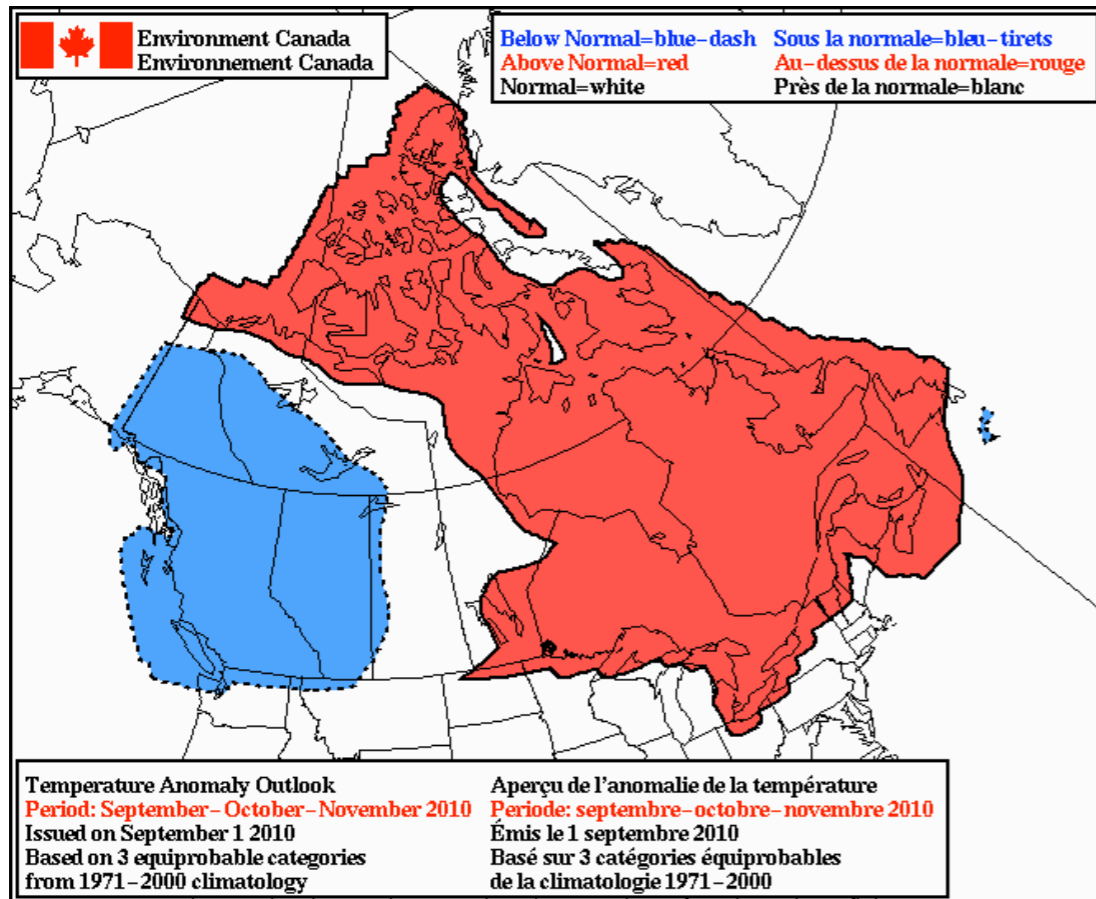 Environment Canada
Environnement Canada
Below Normal=blue-dash
Above Normal=red
Normal=white
Sous la normale=bleu-tirets
Au-dessus de la normale=rouge
Près de la normale=blanc
Temperature Anomaly Outlook
Period: September-October-November 2010
Issued on September 1 2010
Based on 3 equiprobable categories
from 1971-2000 climatology
Aperçu de l'anomalie de la température
Periode: septembre-octobre-novembre 2010
Émis le 1 septembre 2010
Basé sur 3 catégories équiprobables
de la climatologie 1971-2000